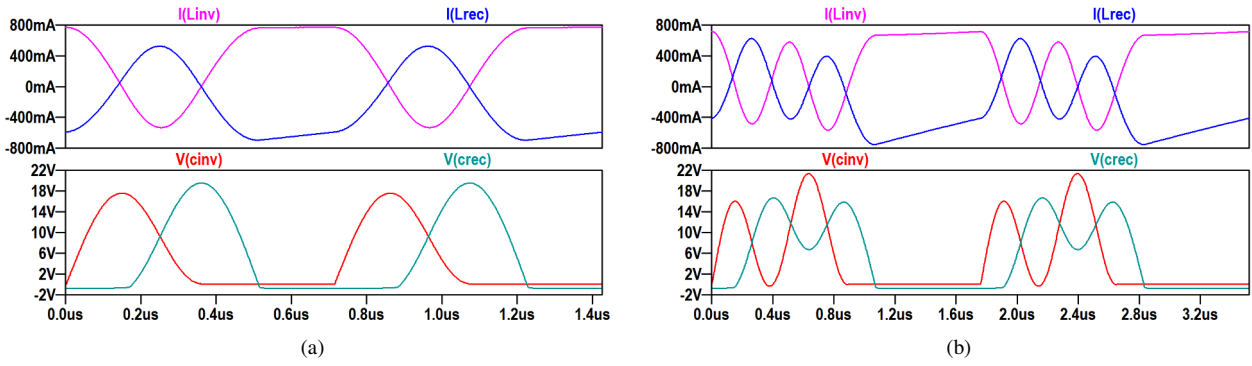 I(Linv) I(Lrec)
800mA
400mA
0mA
-400mA
-800mA
V(cinv) V(crec)
22V
18V
14V
10V
6V
2V
-2V
0.0us 0.2us 0.4us 0.6us 0.8us 1.0us 1.2us 1.4us
(a)
I(Linv) I(Lrec)
800mA
400mA
0mA
-400mA
-800mA
V(cinv) V(crec)
22V
18V
14V
10V
6V
2V
-2V
0.0us 0.4us 0.8us 1.2us 1.6us 2.0us 2.4us 2.8us 3.2us
(b)